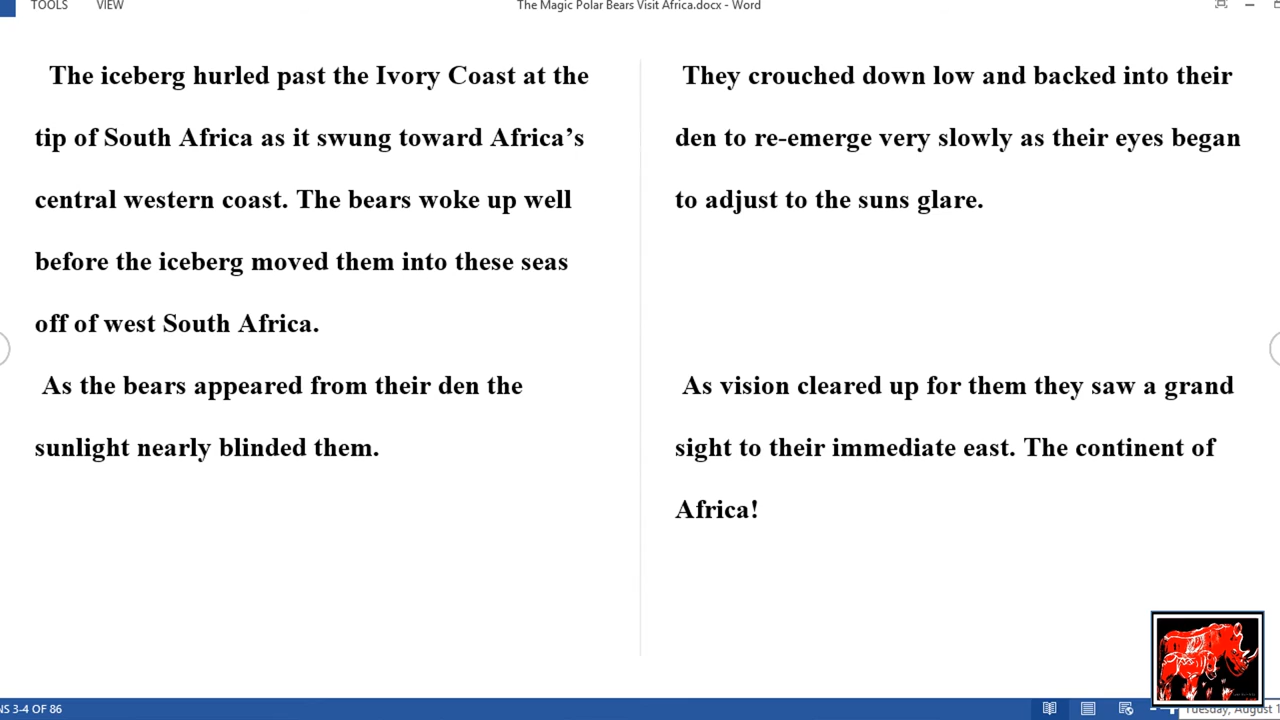 TOOLS VIEW
The Magic Polar Bears Visit Africa.docx - Word
The iceberg hurled past the Ivory Coast at the
tip of South Africa as it swung toward Africa’s
central western coast. The bears woke up well
before the iceberg moved them into these seas
off of west South Africa.
As the bears appeared from their den the
sunlight nearly blinded them.
They crouched down low and backed into their
den to re-emerge very slowly as their eyes began
to adjust to the suns glare.
As vision cleared up for them they saw a grand
sight to their immediate east. The continent of
Africa!
NS 3-4 OF 86
Tuesday, August 1